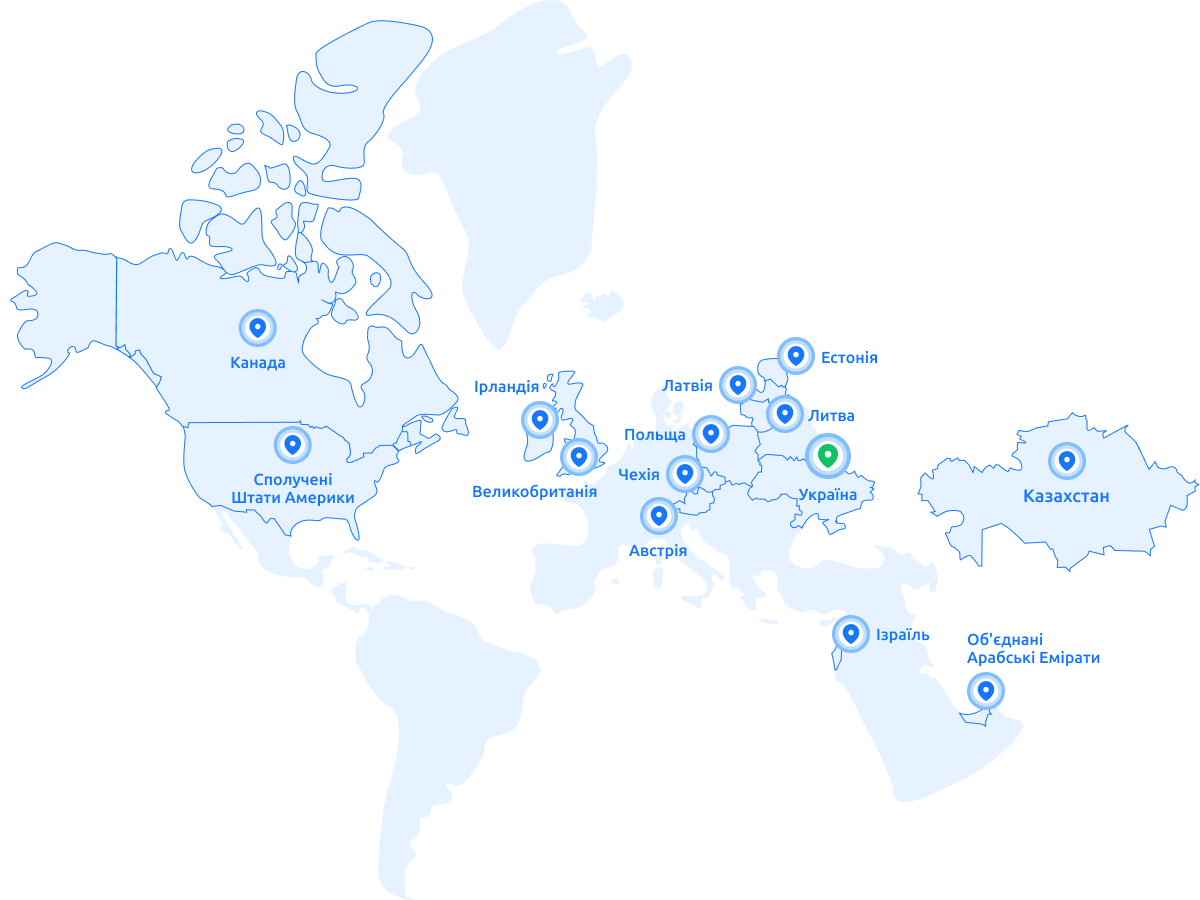 Канада
Сполучені
Штати Америки
Ірландія
Великобританія
Естонія
Латвія
Литва
Польща
Чехія
Україна
Австрія
Казахстан
Ізраїль
Об'єднані
Арабські Емірати